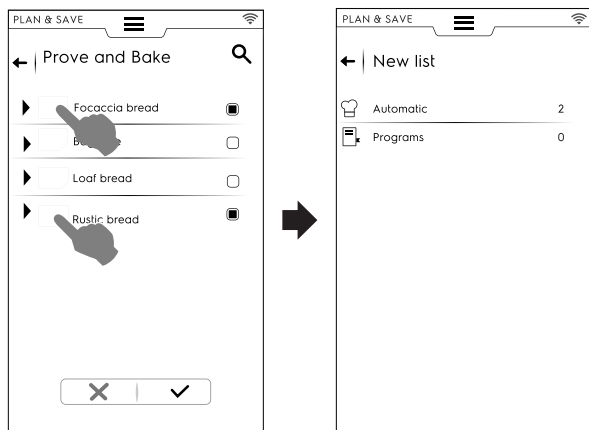 PLAN & SAVE
Prove and Bake
Focaccia bread
Loaf bread
Rustic bread
PLAN & SAVE
New list
Automatic 2
Programs 0